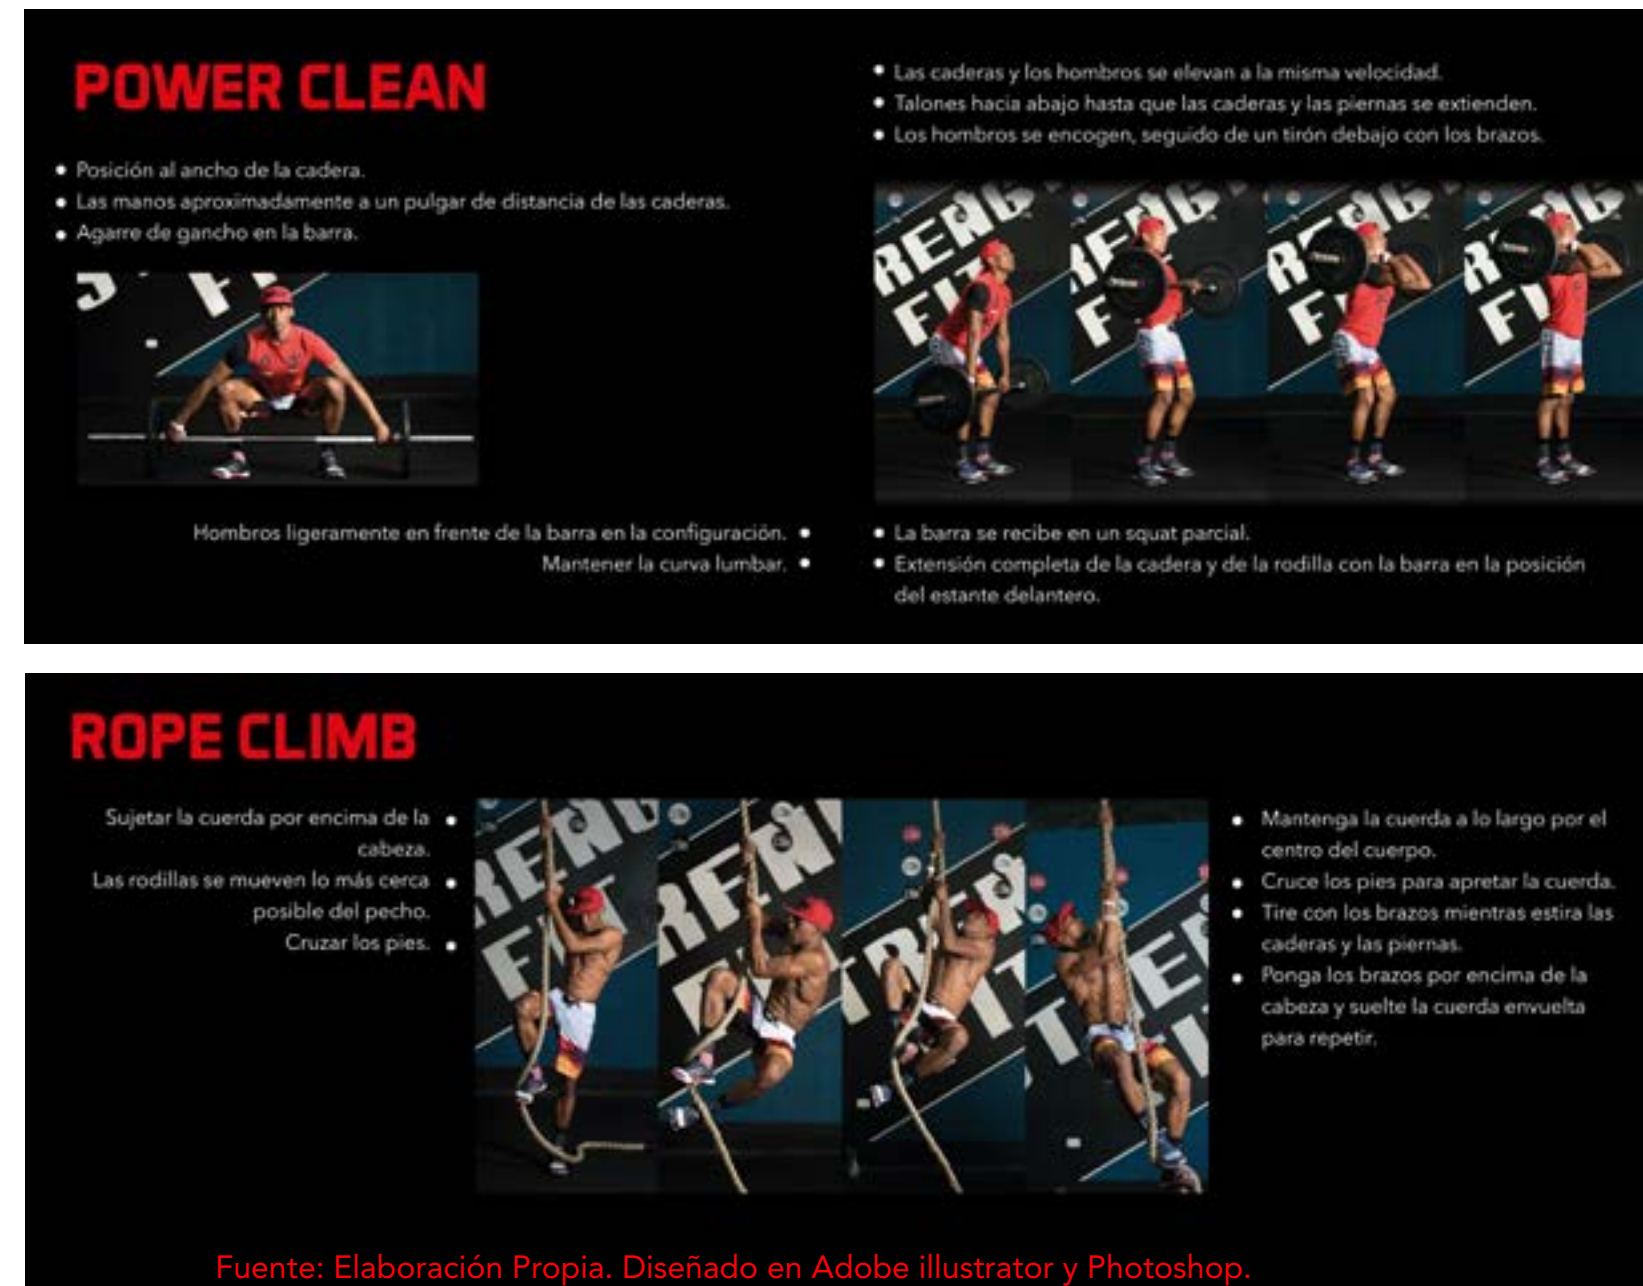 POWER CLEAN
Posición al ancho de la cadera.
Las manos aproximadamente a un pulgar de distancia de las caderas.
Agarre de gancho en la barra.
Hombros ligeramente en frente de la barra en la configuración.
Mantener la curva lumbar.
Las caderas y los hombros se elevan a la misma velocidad.
Talones hacia abajo hasta que las caderas y las piernas se extienden.
Los hombros se encogen, seguido de un tirón debajo con los brazos.
La barra se recibe en un squat parcial.
Extensión completa de la cadera y de la rodilla con la barra en la posición
del estante delantero.
ROPE CLIMB
Sujetar la cuerda por encima de la
cabeza.
Las rodillas se mueven lo más cerca
posible del pecho.
Cruzar los pies.
Mantenga la cuerda a lo largo por el
centro del cuerpo.
Cruce los pies para apretar la cuerda.
Tire con los brazos mientras estira las
caderas y las piernas.
Ponga los brazos por encima de la
cabeza y suelte la cuerda envuelta
para repetir.
Fuente: Elaboración Propia. Diseñado en Adobe illustrator y Photoshop.